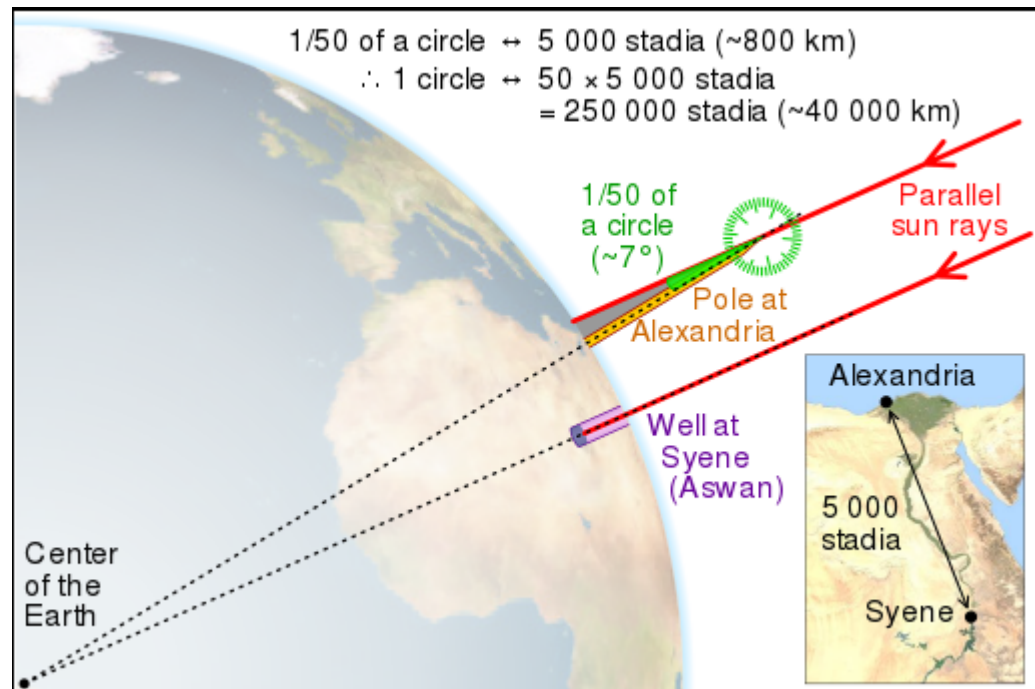 1/50 of a circle ↔ 5 000 stadia (~800 km)
∴ 1 circle ↔ 50 × 5 000 stadia
= 250 000 stadia (~40 000 km)
1/50 of
a circle
(~7°)
Parallel
sun rays
Pole at
Alexandria
Well at
Syene
(Aswan)
Center
of the
Earth
Alexandria
5 000
stadia
Syene